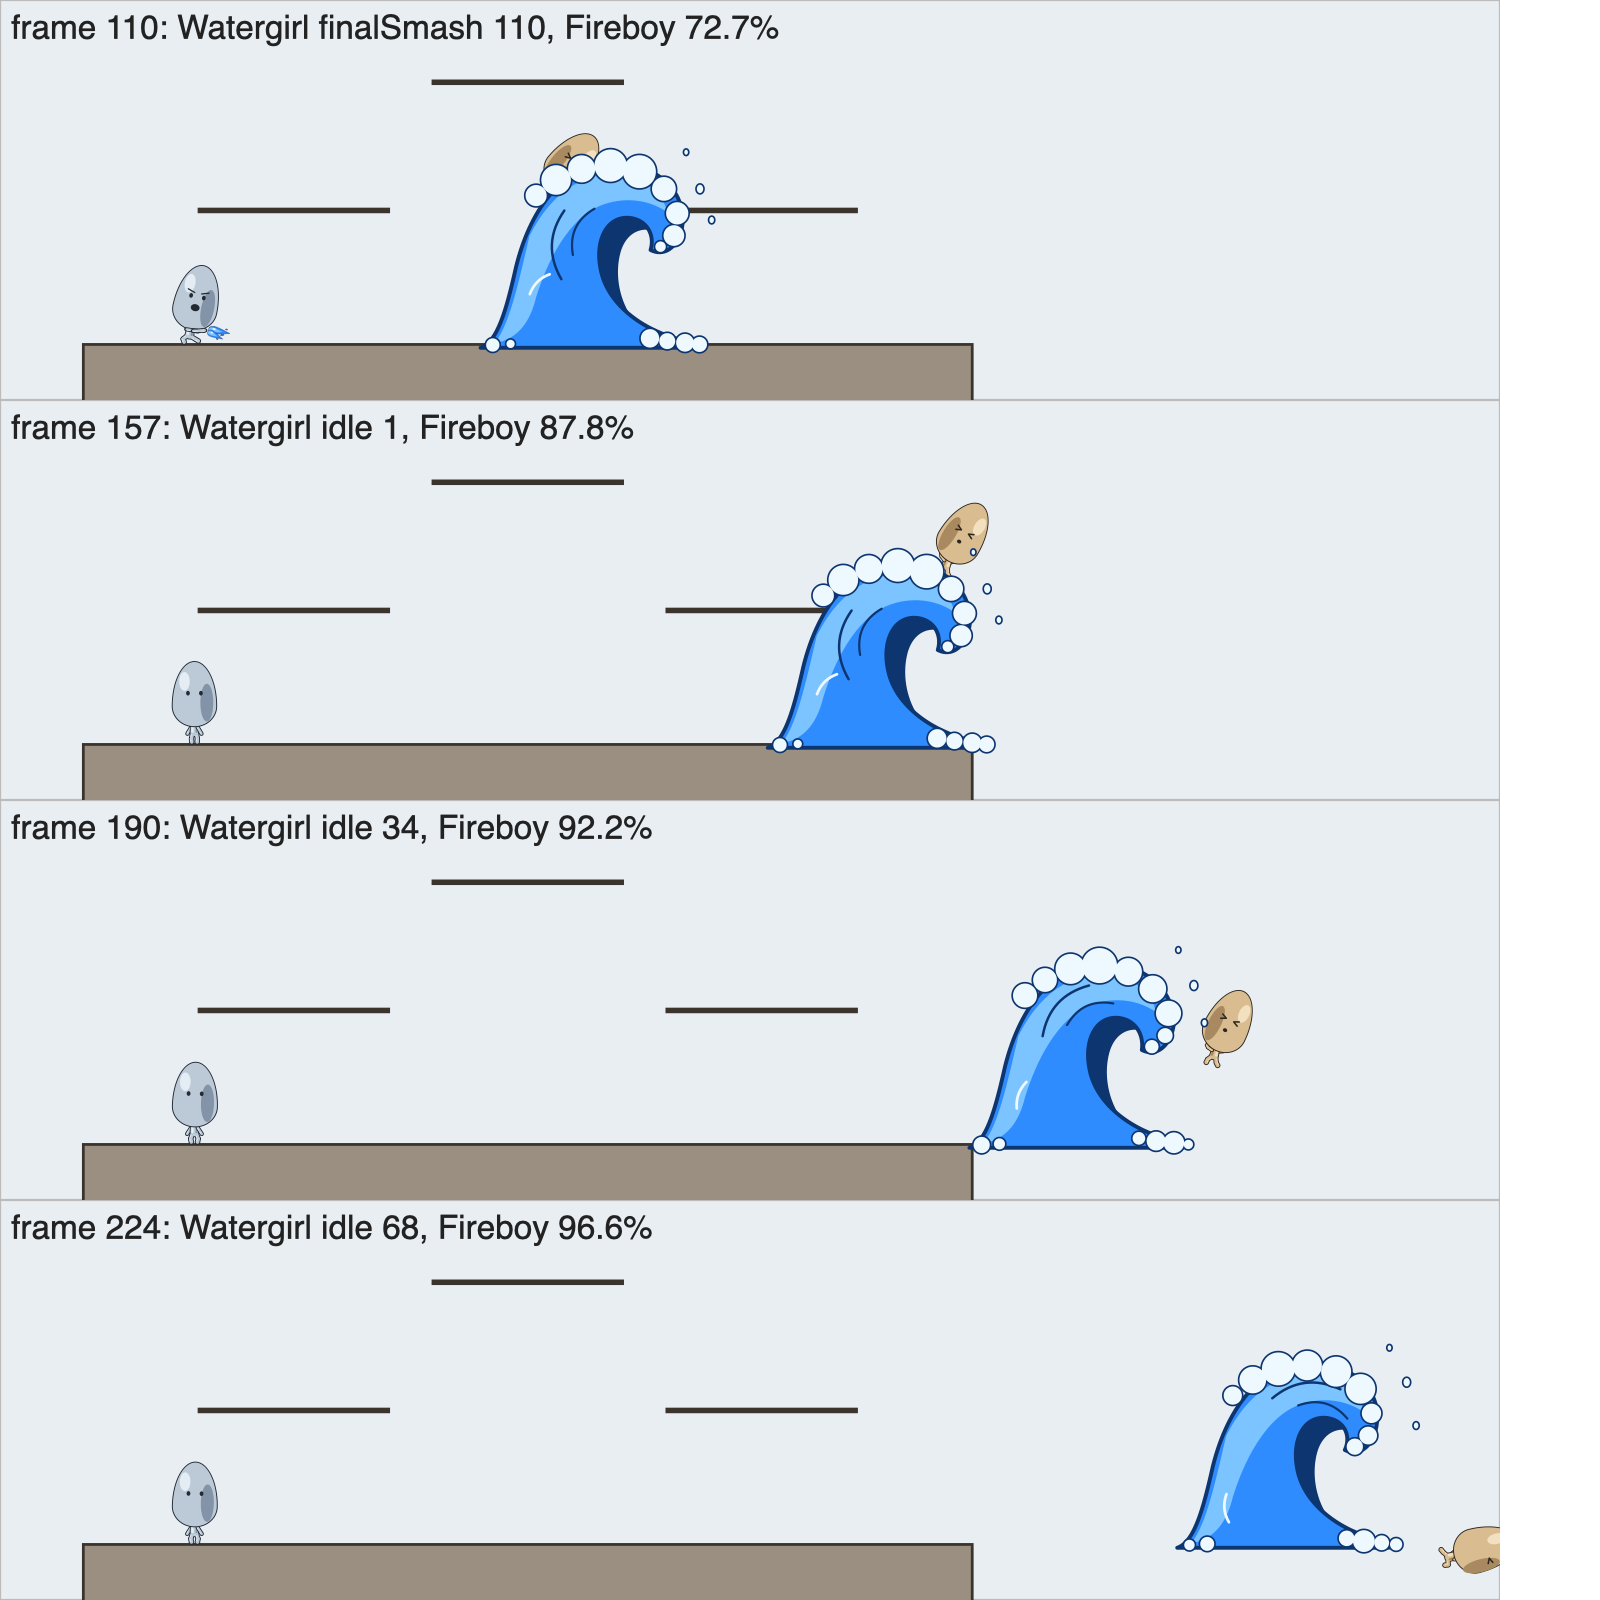 frame 110: Watergirl finalSmash 110, Fireboy 72.7%
frame 157: Watergirl idle 1, Fireboy 87.8%
frame 190: Watergirl idle 34, Fireboy 92.2%
frame 224: Watergirl idle 68, Fireboy 96.6%